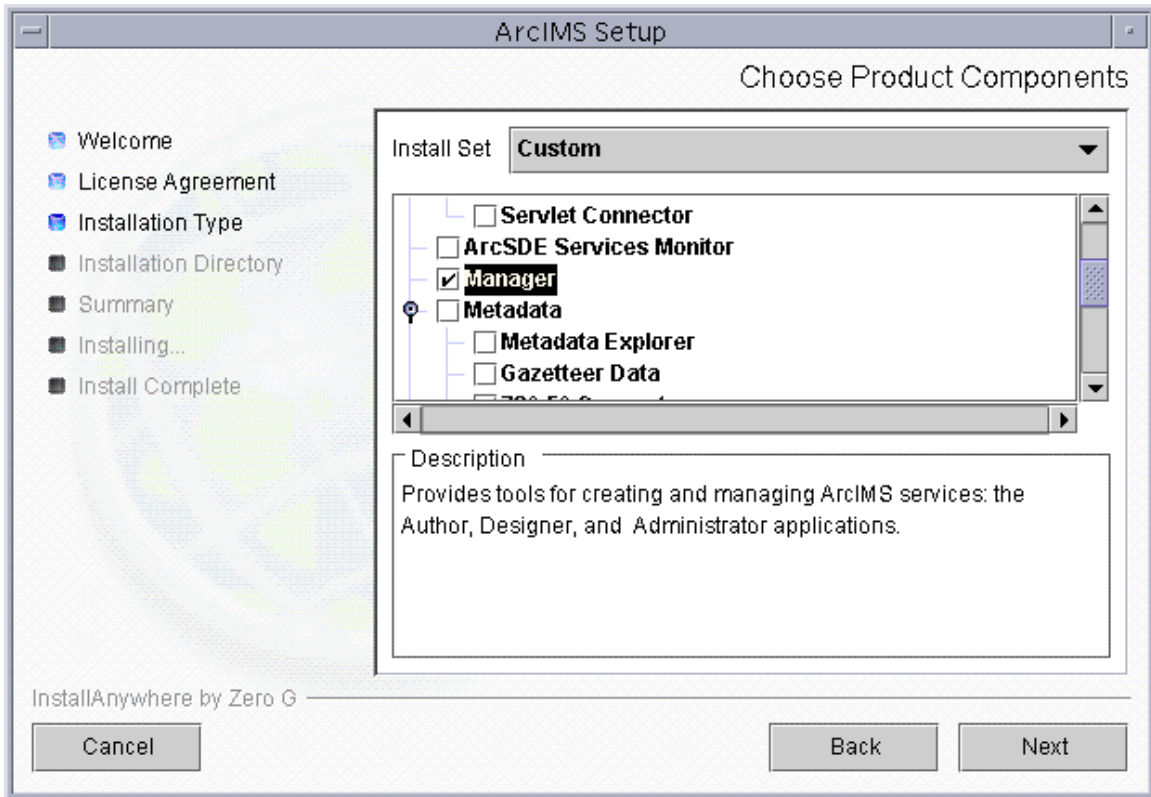 ArcIMS Setup
Choose Product Components
Welcome
License Agreement
Installation Type
Installation Directory
Summary
Installing...
Install Complete
Install Set Custom
Servlet Connector
ArcSDE Services Monitor
Manager
Metadata
Metadata Explorer
Gazetteer Data
Description
Provides tools for creating and managing ArcIMS services: the
Author, Designer, and Administrator applications.
InstallAnywhere by Zero G
Cancel
Back
Next